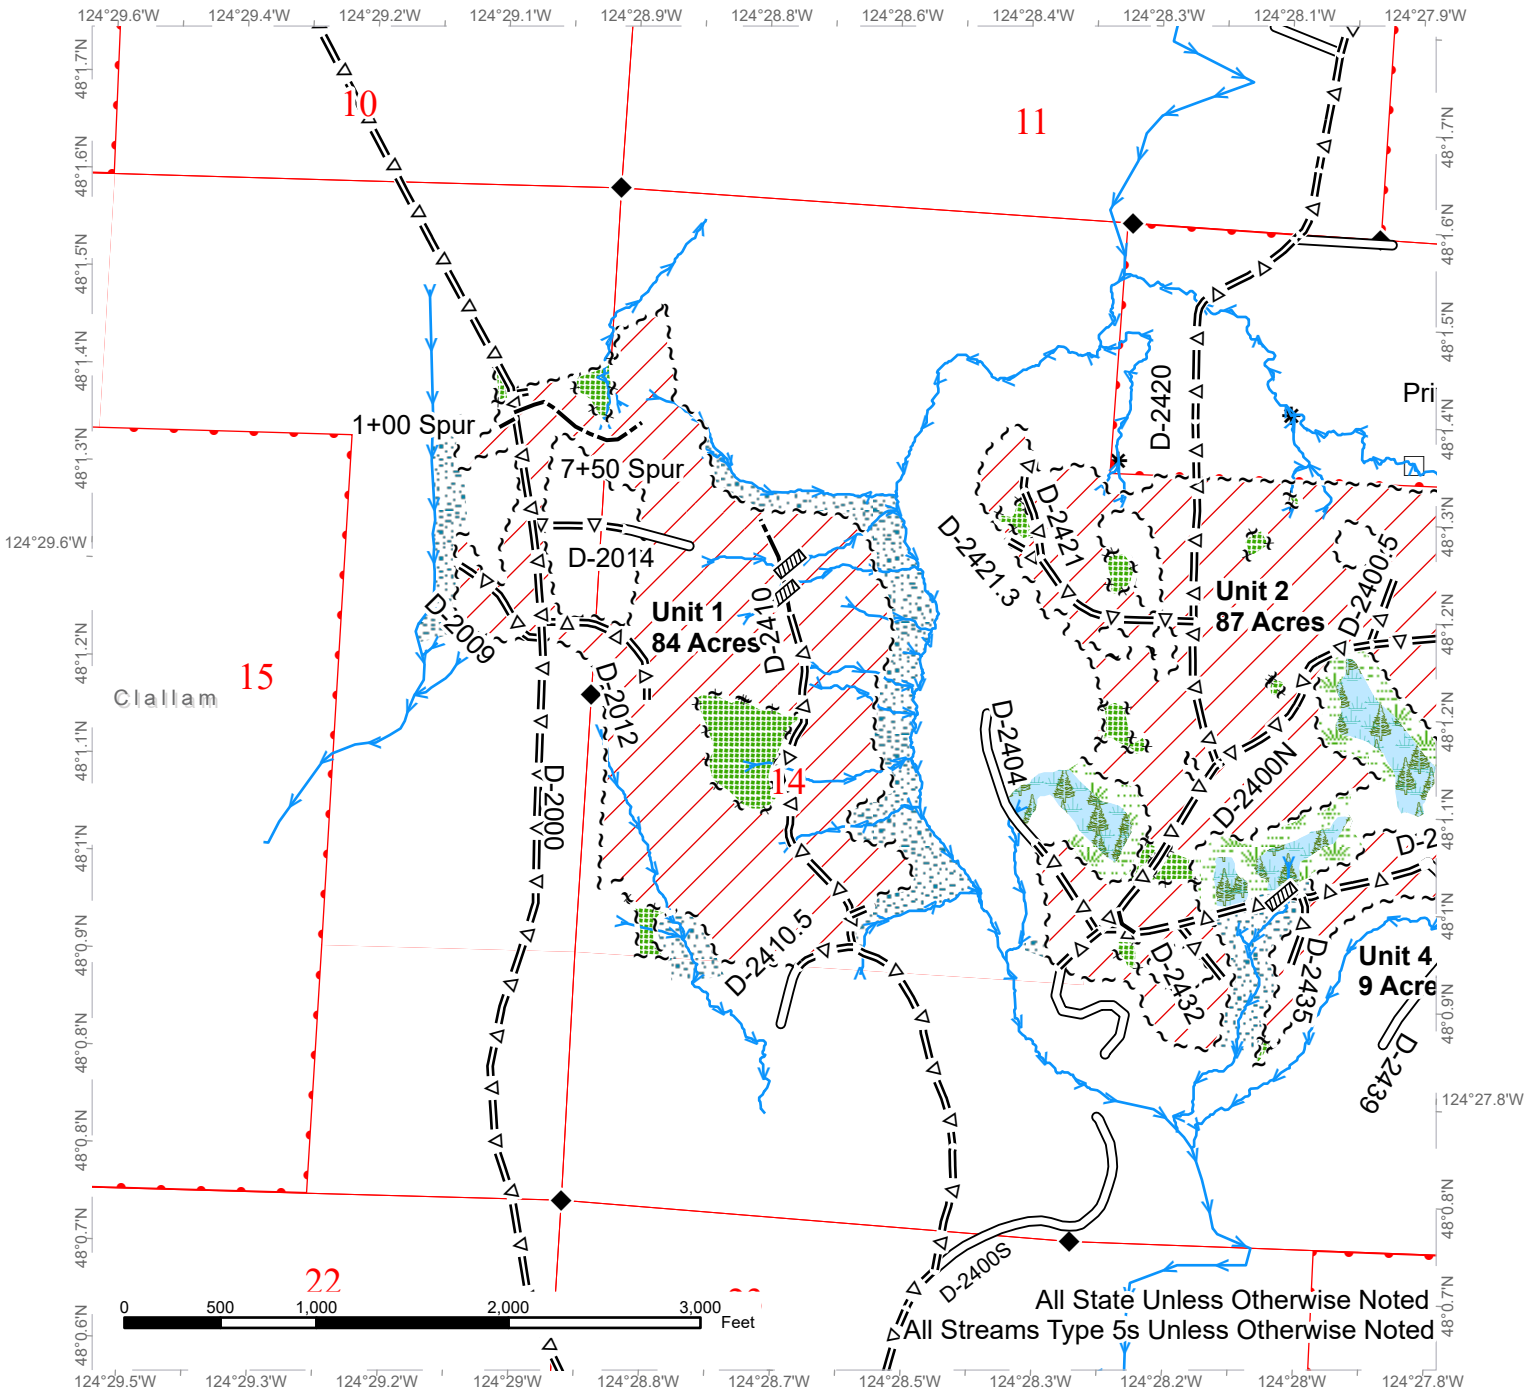 124°29.6'W 124°29.4'W 124°29.2'W 124°29.1'W 124°28.9'W 124°28.8'W 124°28.6'W 124°28.4'W 124°28.3'W 124°28.1'W 124°27.9'W
48°1.7'N
48°1.6'N
48°1.5'N
48°1.4'N
48°1.3'N
124°29.6'W
48°1.2'N
48°1.1'N
48°1'N
48°0.9'N
48°0.8'N
48°0.8'N
48°0.7'N
48°0.6'N
10
11
1+00 Spur
7+50 Spur
D-2420
Pri
D-2014
D-2421
D-2421.3
D-2400.5
D-2009
Unit 1
84 Acres
D-2410
Unit 2
87 Acres
15
Clallam
D-2012
D-2404
D-2400N
14
D-2000
D-2
D-2410.5
D-2432
D-2435
Unit 4
9 Acre
D-2439
D-2400S
22
0 500 1,000 2,000 3,000
Feet
All State Unless Otherwise Noted
All Streams Type 5s Unless Otherwise Noted
48°1.7'N
48°1.6'N
48°1.5'N
48°1.4'N
48°1.3'N
48°1.2'N
48°1.2'N
48°1.1'N
48°1'N
48°0.9'N
124°27.8'W
48°0.8'N
48°0.7'N
124°29.5'W 124°29.3'W 124°29.2'W 124°29'W 124°28.8'W 124°28.7'W 124°28.5'W 124°28.3'W 124°28.2'W 124°28'W 124°27.8'W